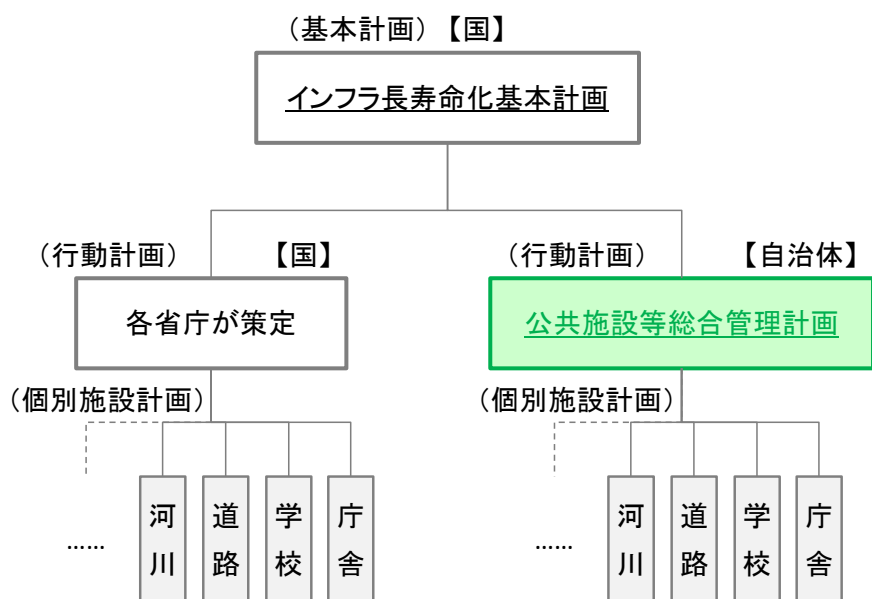 （基本計画）【国】
インフラ長寿命化基本計画
（行動計画）　【国】
（行動計画）　【自治体】
各省庁が策定
公共施設等総合管理計画
（個別施設計画）
（個別施設計画）
……
河川
道路
学校
庁舎
……
河川
道路
学校
庁舎